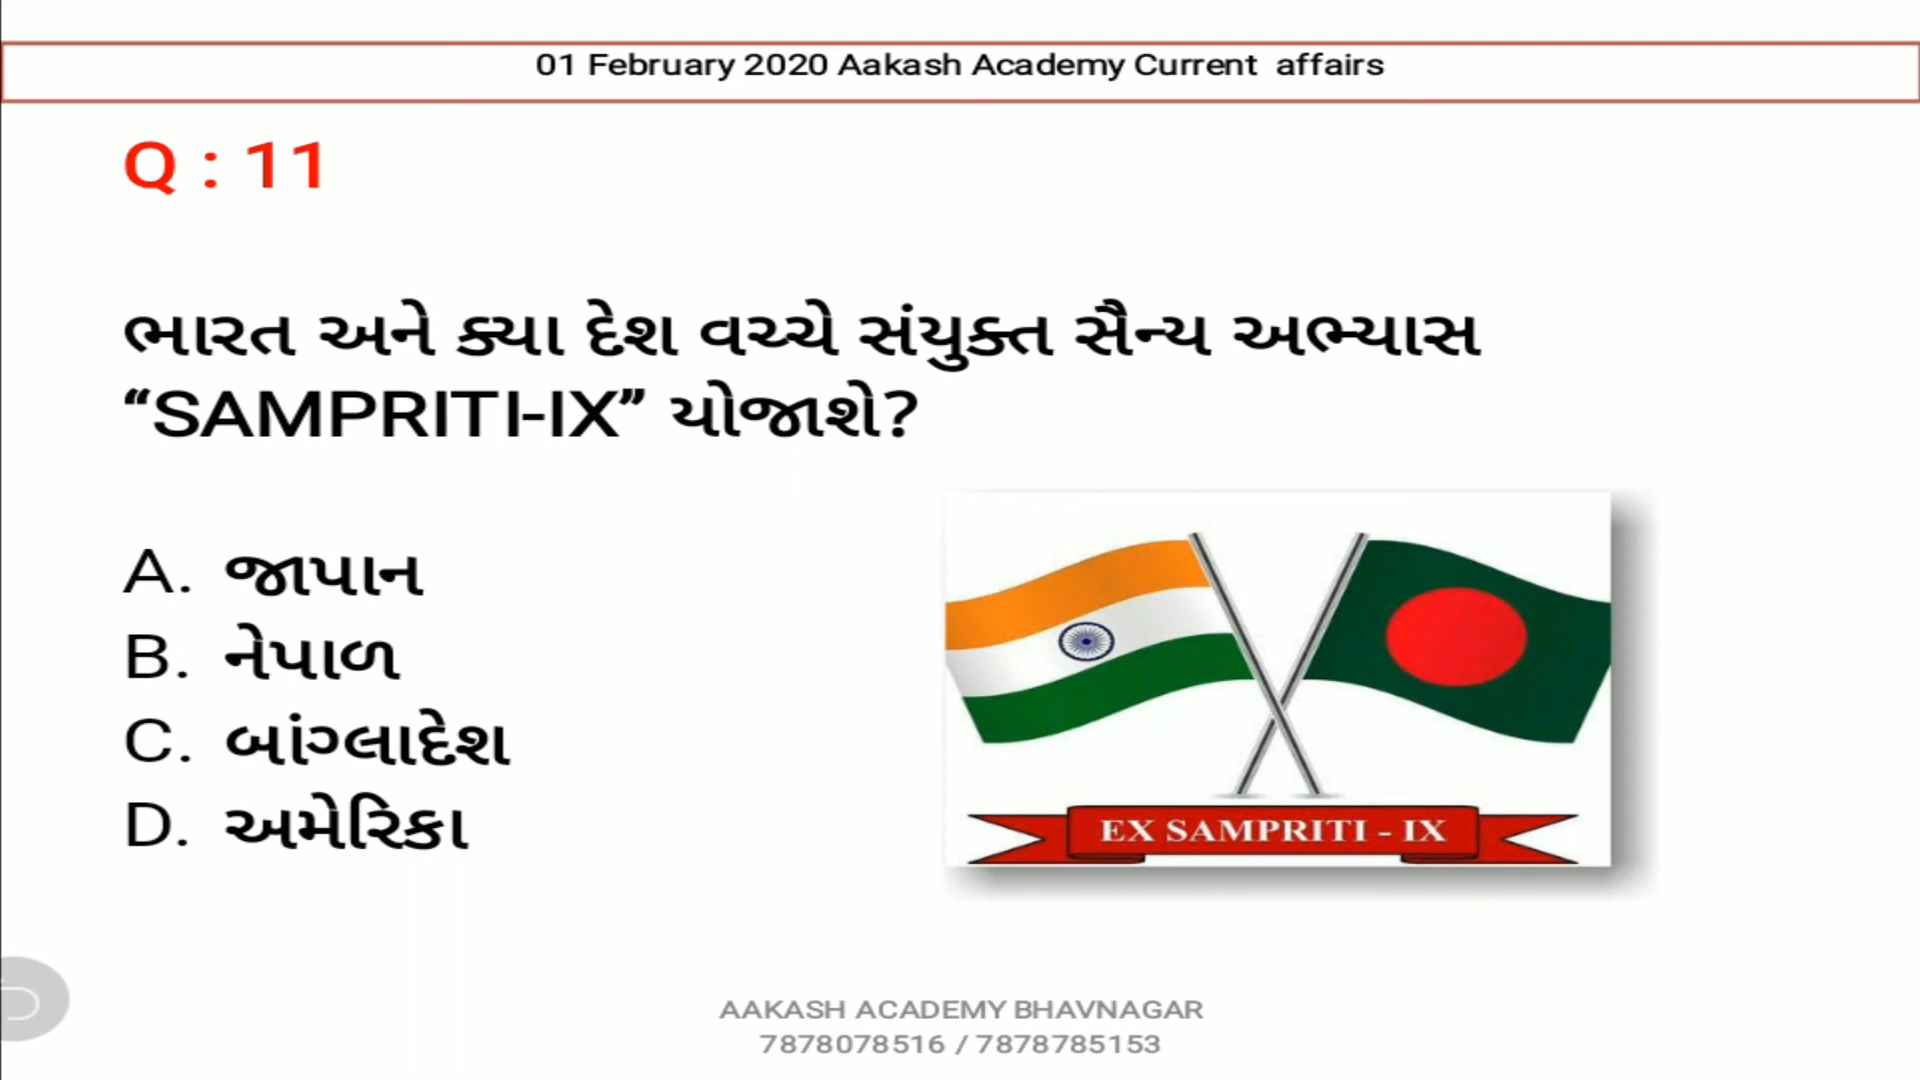 01 February 2020 Aakash Academy Current affairs
Q : 11
ભારત અને ક્યા દેશ વચ્ચે સંયુક્ત સૈન્ય અભ્યાસ
“SAMPRITI-IX” યોજાશે?
A. જાપાન
B. નેપાળ
C. બાંગ્લાદેશ
D. અમેરિકા
EX SAMPRITI - IX
AAKASH ACADEMY BHAVNAGAR
7878078516 / 7878785153